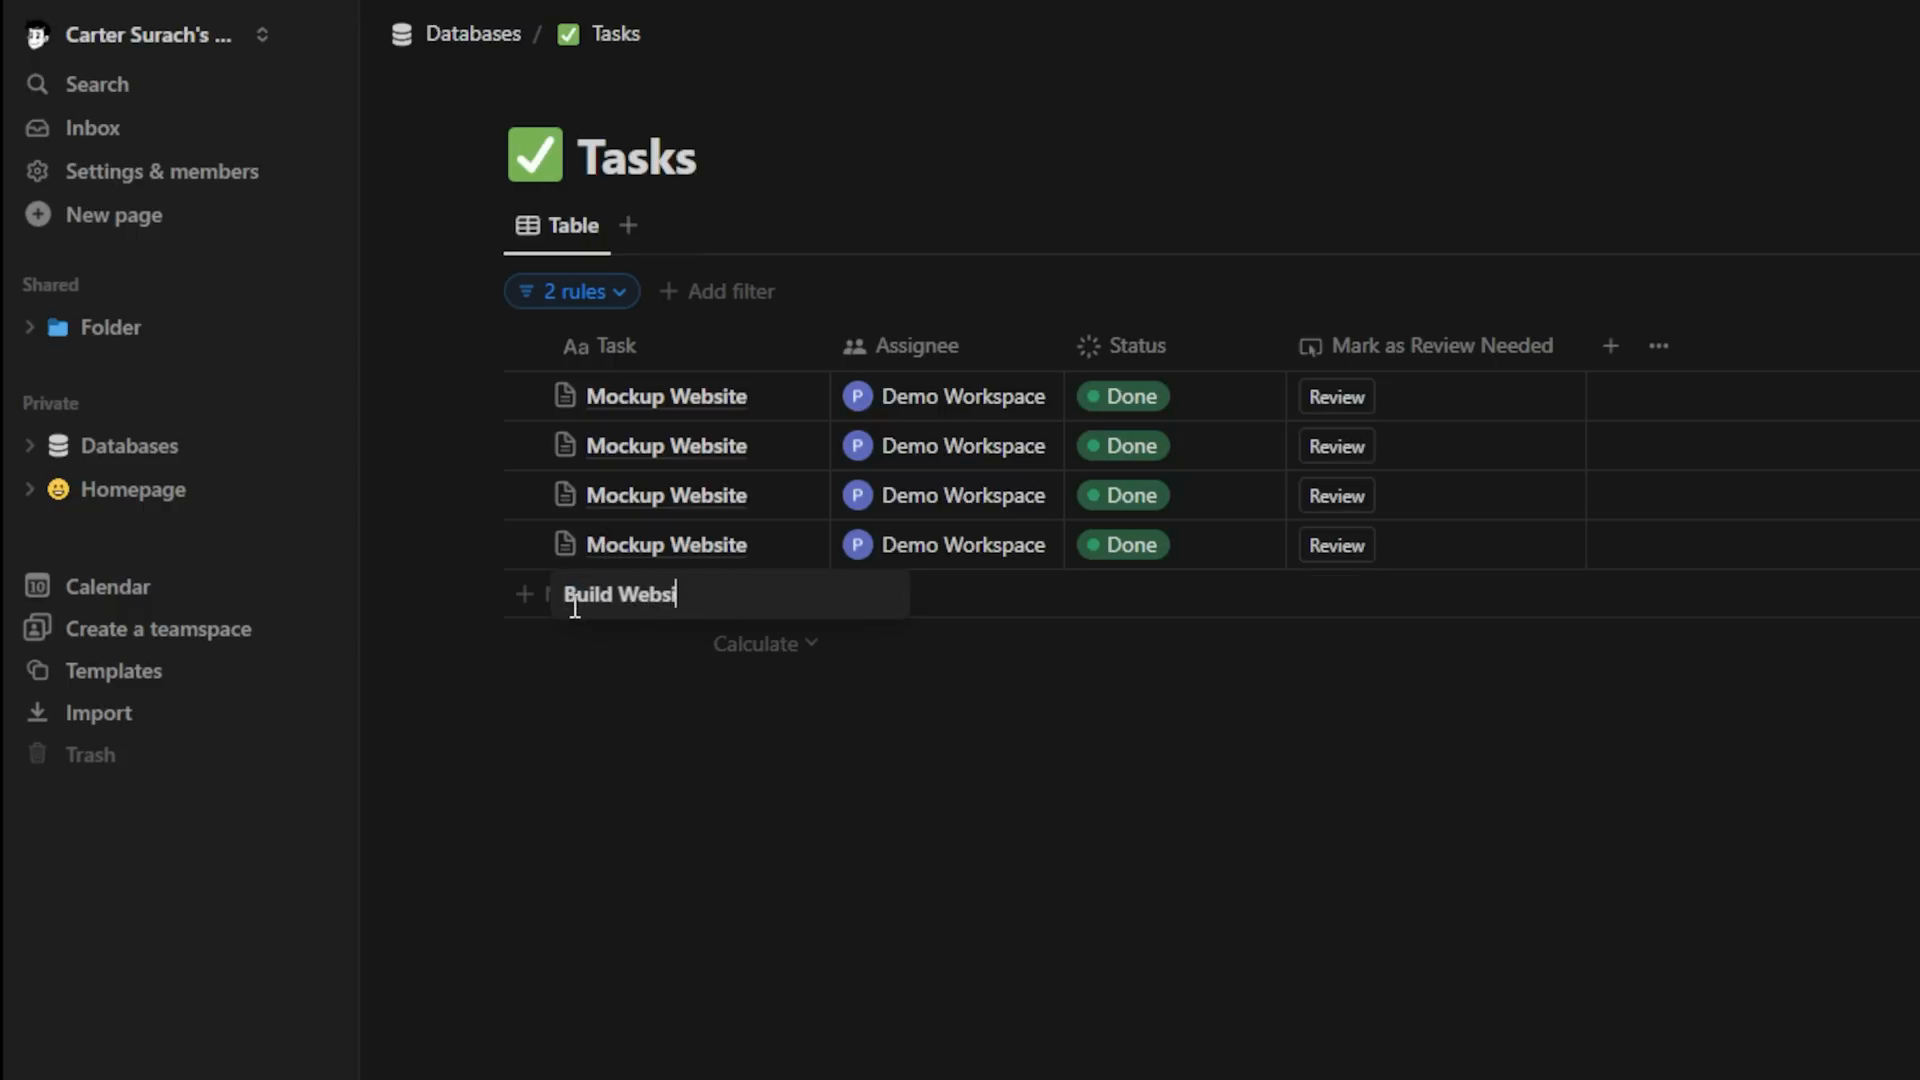 Carter Surach's ...
Search
Inbox
Settings & members
New page
Shared
Folder
Private
Databases
Homepage
10 Calendar
Create a teamspace
Templates
Import
Trash
Databases / Tasks
Tasks
Table +
2 rules + Add filter
Aa Task Assignee Status Mark as Review Needed + ...
Mockup Website P Demo Workspace Done Review
Mockup Website P Demo Workspace Done Review
Mockup Website P Demo Workspace Done Review
Mockup Website P Demo Workspace Done Review
+ Build Websi
Calculate